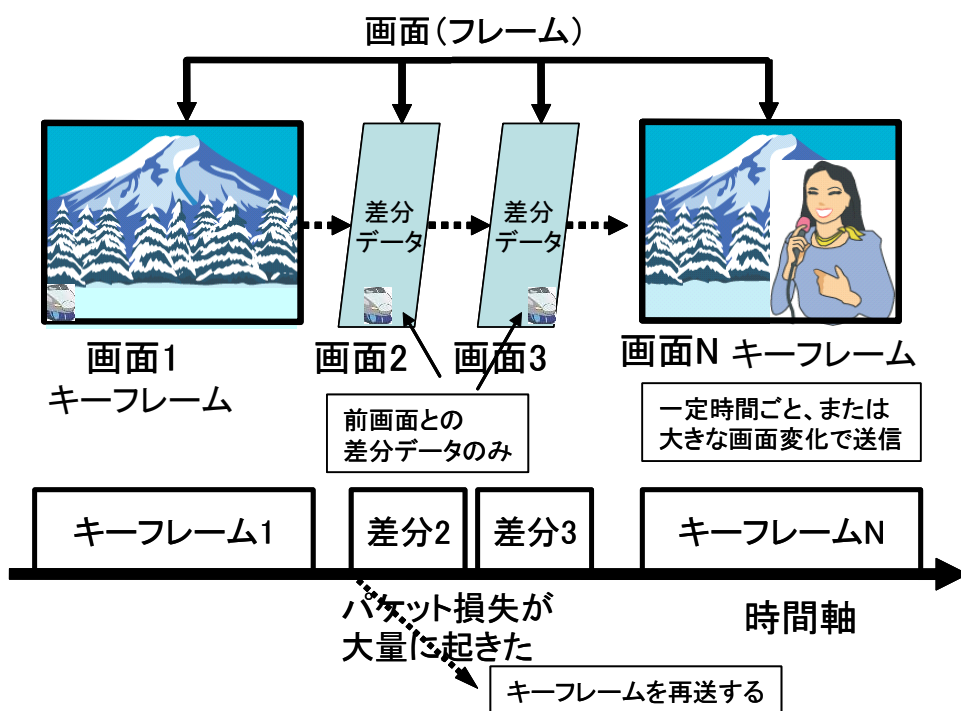 画面（フレーム）
差分
データ
差分
データ
画面1
キーフレーム
画面2
画面3
画面N キーフレーム
前画面との
差分データのみ
一定時間ごと、または
大きな画面変化で送信
キーフレーム1
差分2
差分3
キーフレームN
パケット損失が
大量に起きた
時間軸
キーフレームを再送する